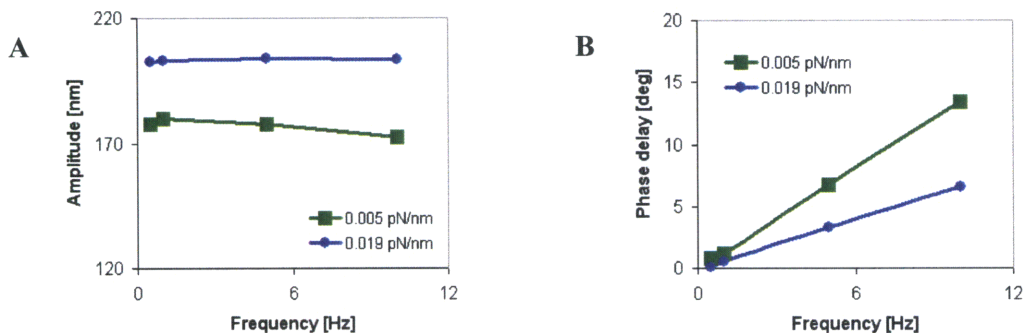 A
Amplitude [nm]
220
170
120
0.005 pN/nm
0.019 pN/nm
0
6
12
Frequency [Hz]
B
Phase delay [deg]
20
15
10
5
0
0.005 pN/nm
0.019 pN/nm
0
6
12
Frequency [Hz]